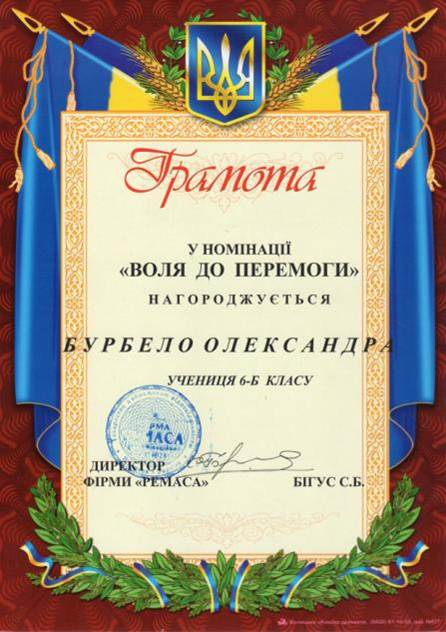 Грамота
У НОМІНАЦІЇ
«ВОЛЯ ДО ПЕРЕМОГИ»
НАГОРОДЖУЄТЬСЯ
БУРБЕЛО ОЛЕКСАНДРА
УЧЕНИЦЯ 6-Б КЛАСУ
ДИРЕКТОР
ФІРМИ «РЕМАСА»
БІГУС С.Б.